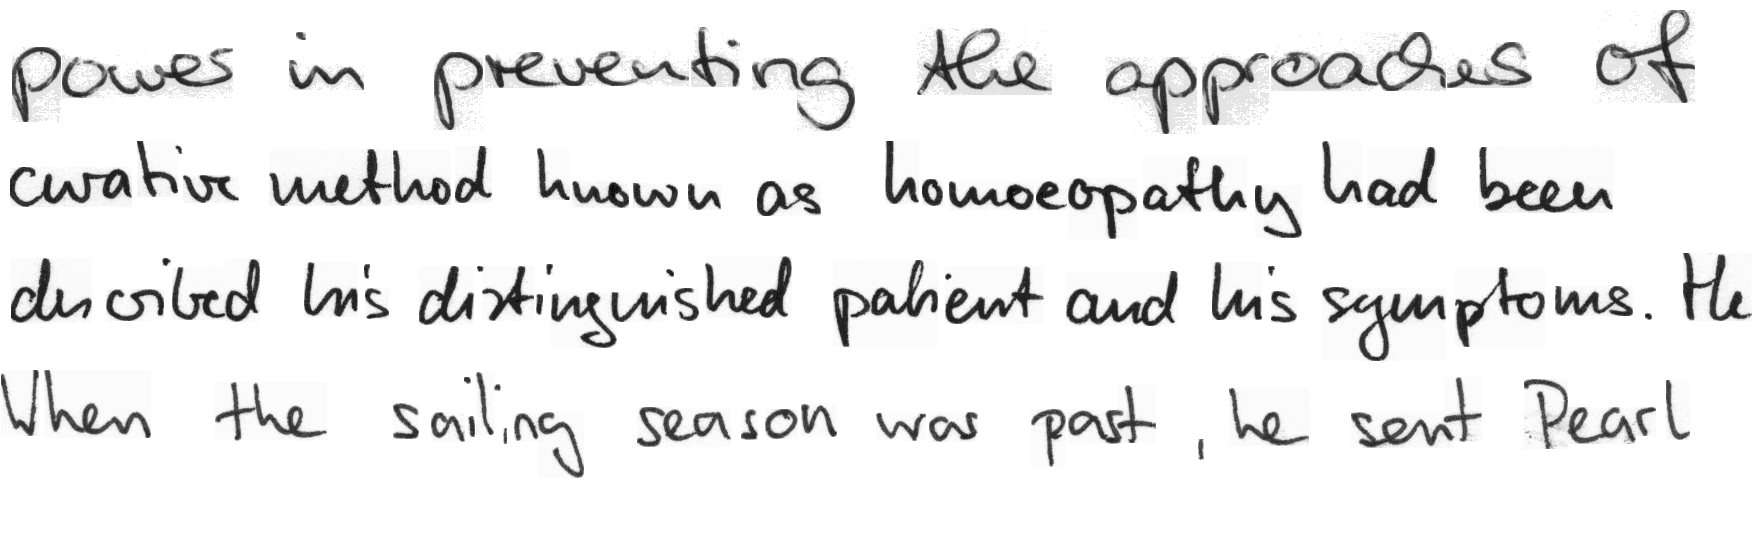 power in preventing the approaches of
curative method known as homoeopathy had been
described his distinguished patient and his symptoms. He
When the sailing season was past , he sent Pearl